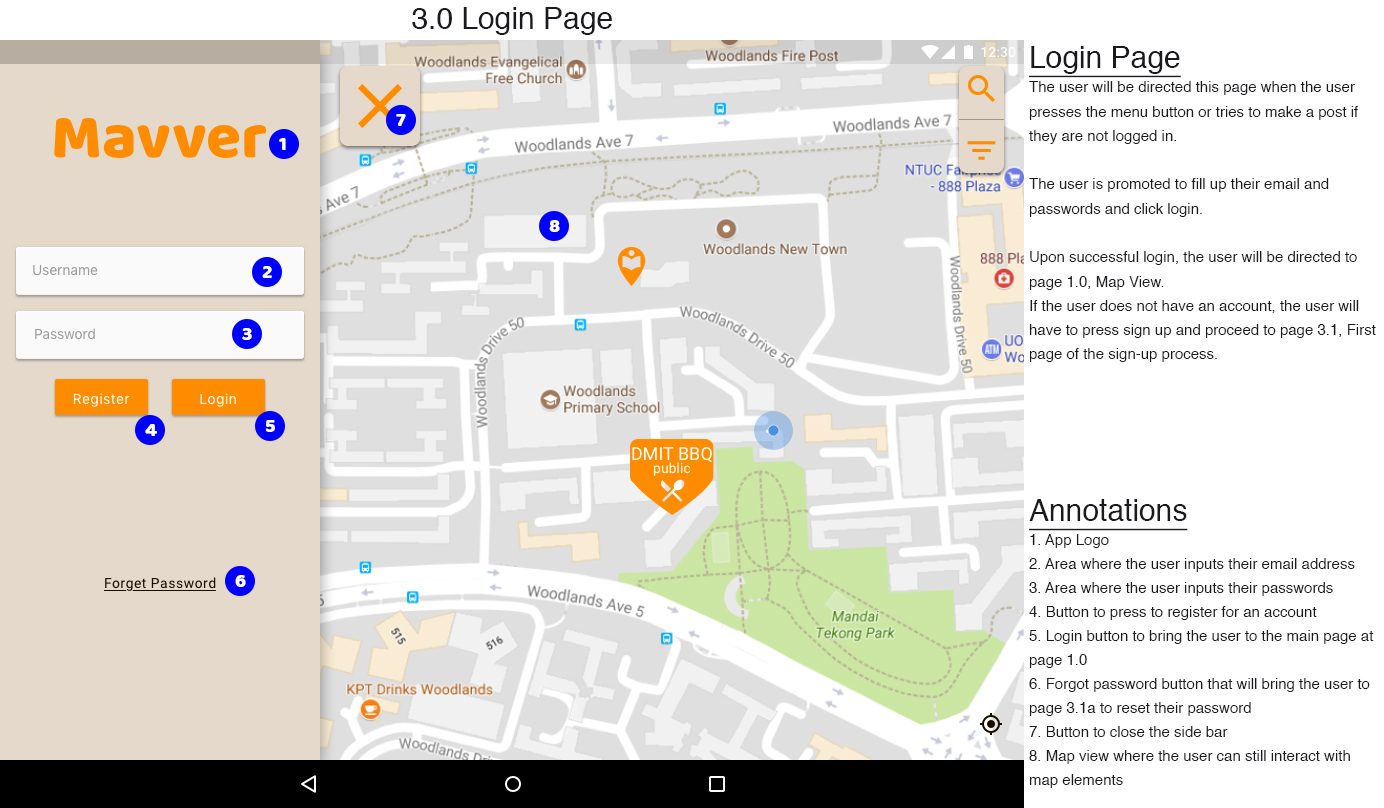 3.0 Login Page
12:30
Mavver
1
Username
2
Password
3
Register
Login
4
5
Forget Password
6
7
8
Woodlands Evangelical
Free Church
Woodlands Fire Post
Woodlands Ave 7
Woodlands Ave 7
Ave 7
NTUC
- 888 Plaza
Woodlands New Town
888
Woodlands Drive 50
Woodlands Drive 50
Woodlands Drive 50
ATM
UO
Wo
Woodlands
Primary School
DMIT BBQ
public
Woodlands Ave 5
Mandai
Tekong Park
515
516
KPT Drinks Woodlands
Woodlands Drive
Login Page
The user will be directed this page when the user
presses the menu button or tries to make a post if
they are not logged in.
The user is promoted to fill up their email and
passwords and click login.
Upon successful login, the user will be directed to
page 1.0, Map View.
If the user does not have an account, the user will
have to press sign up and proceed to page 3.1, First
page of the sign-up process.
Annotations
1. App Logo
2. Area where the user inputs their email address
3. Area where the user inputs their passwords
4. Button to press to register for an account
5. Login button to bring the user to the main page at
page 1.0
6. Forgot password button that will bring the user to
page 3.1a to reset their password
7. Button to close the side bar
8. Map view where the user can still interact with
map elements